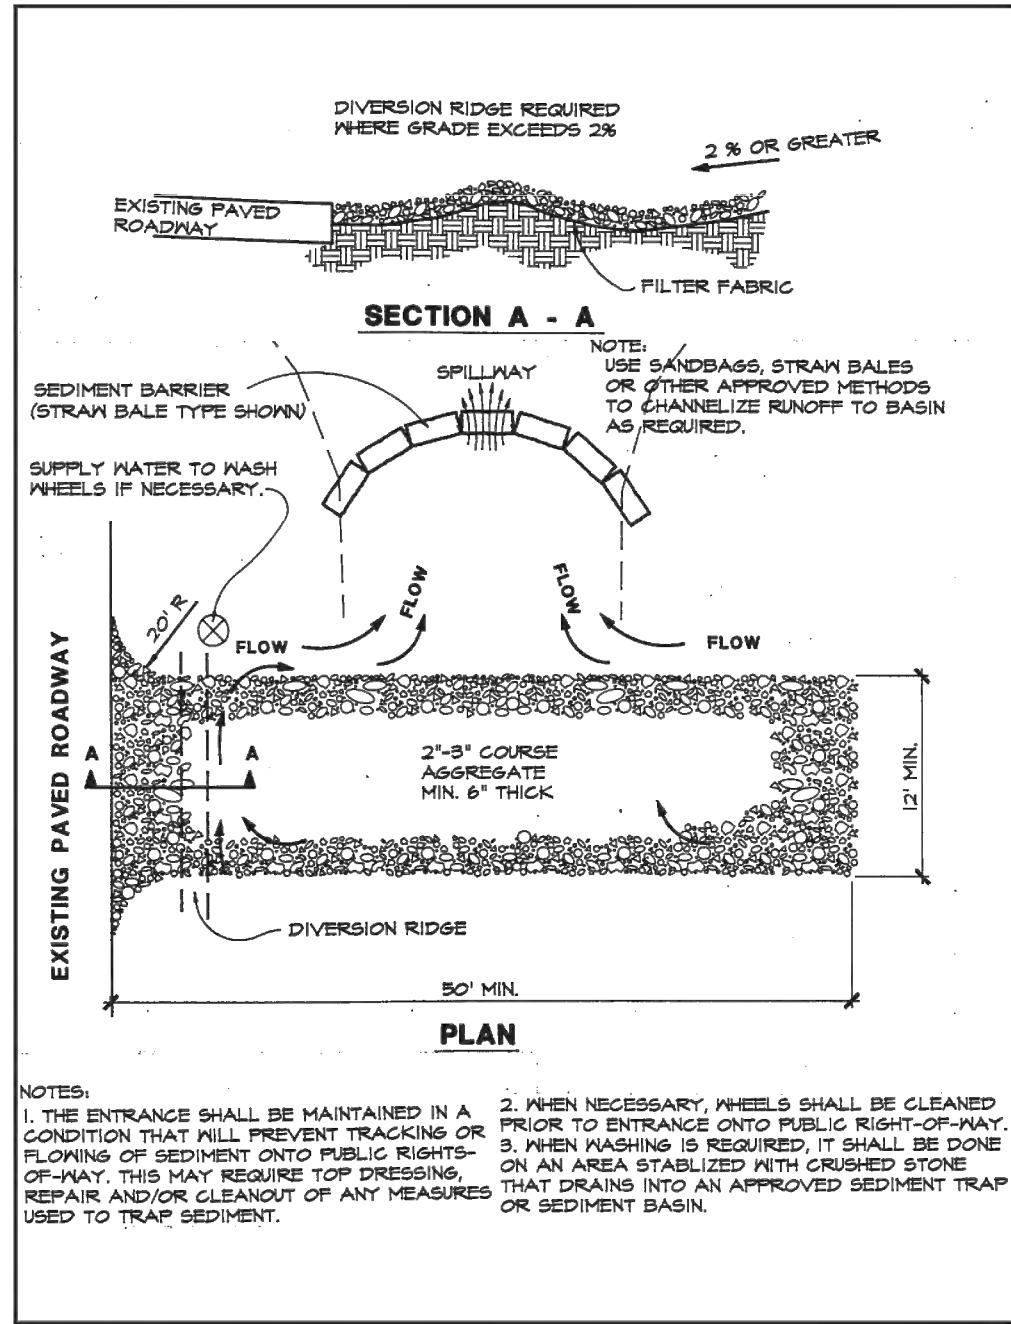 DIVERSION RIDGE REQUIRED
WHERE GRADE EXCEEDS 2%
2 % OR GREATER
EXISTING PAVED
ROADWAY
FILTER FABRIC
SECTION A - A
NOTE:
USE SANDBAGS, STRAW BALES
OR OTHER APPROVED METHODS
TO CHANNELIZE RUNOFF TO BASIN
AS REQUIRED.
SPILLWAY
SEDIMENT BARRIER
(STRAW BALE TYPE SHOWN)
SUPPLY WATER TO WASH
WHEELS IF NECESSARY.
FLOW
FLOW
20' R
FLOW
FLOW
EXISTING PAVED ROADWAY
A
A
2"-3" COURSE
AGGREGATE
MIN. 6" THICK
12' MIN.
DIVERSION RIDGE
50' MIN.
PLAN
NOTES:
1. THE ENTRANCE SHALL BE MAINTAINED IN A
CONDITION THAT WILL PREVENT TRACKING OR
FLOWING OF SEDIMENT ONTO PUBLIC RIGHTS-
OF-WAY. THIS MAY REQUIRE TOP DRESSING,
REPAIR AND/OR CLEANOUT OF ANY MEASURES
USED TO TRAP SEDIMENT.
2. WHEN NECESSARY, WHEELS SHALL BE CLEANED
PRIOR TO ENTRANCE ONTO PUBLIC RIGHT-OF-WAY.
3. WHEN WASHING IS REQUIRED, IT SHALL BE DONE
ON AN AREA STABLIZED WITH CRUSHED STONE
THAT DRAINS INTO AN APPROVED SEDIMENT TRAP
OR SEDIMENT BASIN.